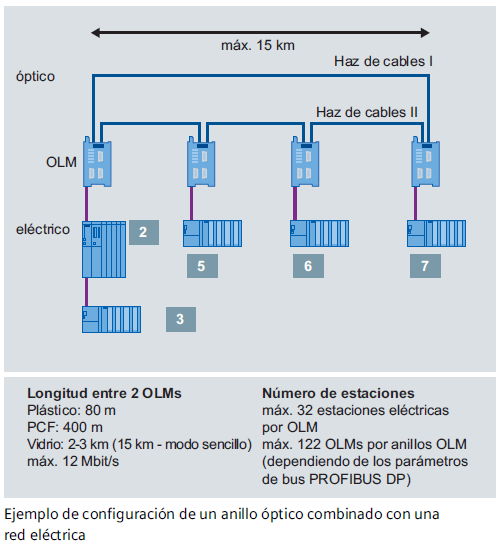 máx. 15 km
Haz de cables I
óptico
Haz de cables II
OLM
eléctrico
2
5
6
7
3
Longitud entre 2 OLMs
Plástico: 80 m
PCF: 400 m
Vidrio: 2-3 km (15 km - modo sencillo)
máx. 12 Mbit/s
Número de estaciones
máx. 32 estaciones eléctricas
por OLM
máx. 122 OLMs por anillos OLM
(dependiendo de los parámetros
de bus PROFIBUS DP)
Ejemplo de configuración de un anillo óptico combinado con una
red eléctrica